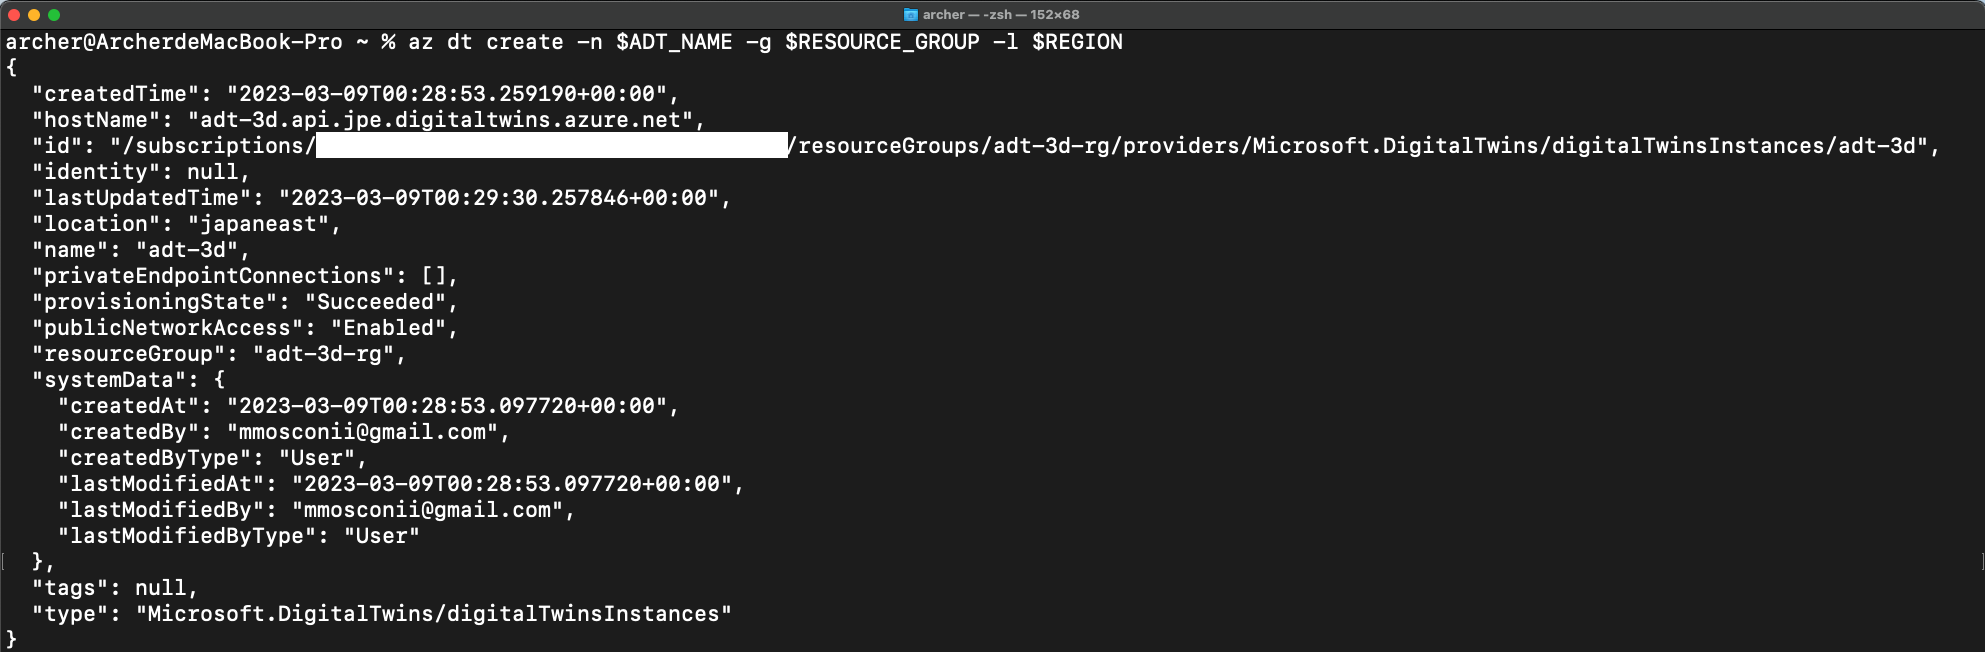 archer — -zsh — 152×68
archer@ArcherdeMacBook-Pro ~ % az dt create -n $ADT_NAME -g $RESOURCE_GROUP -l $REGION
{
  "createdTime": "2023-03-09T00:28:53.259190+00:00",
  "hostName": "adt-3d.api.jpe.digitaltwins.azure.net",
  "id": "/subscriptions/ /resourceGroups/adt-3d-rg/providers/Microsoft.DigitalTwins/digitalTwinsInstances/adt-3d",
  "identity": null,
  "lastUpdatedTime": "2023-03-09T00:29:30.257846+00:00",
  "location": "japaneast",
  "name": "adt-3d",
  "privateEndpointConnections": [],
  "provisioningState": "Succeeded",
  "publicNetworkAccess": "Enabled",
  "resourceGroup": "adt-3d-rg",
  "systemData": {
    "createdAt": "2023-03-09T00:28:53.097720+00:00",
    "createdBy": "mmosconii@gmail.com",
    "createdByType": "User",
    "lastModifiedAt": "2023-03-09T00:28:53.097720+00:00",
    "lastModifiedBy": "mmosconii@gmail.com",
    "lastModifiedByType": "User"
  },
  "tags": null,
  "type": "Microsoft.DigitalTwins/digitalTwinsInstances"
}